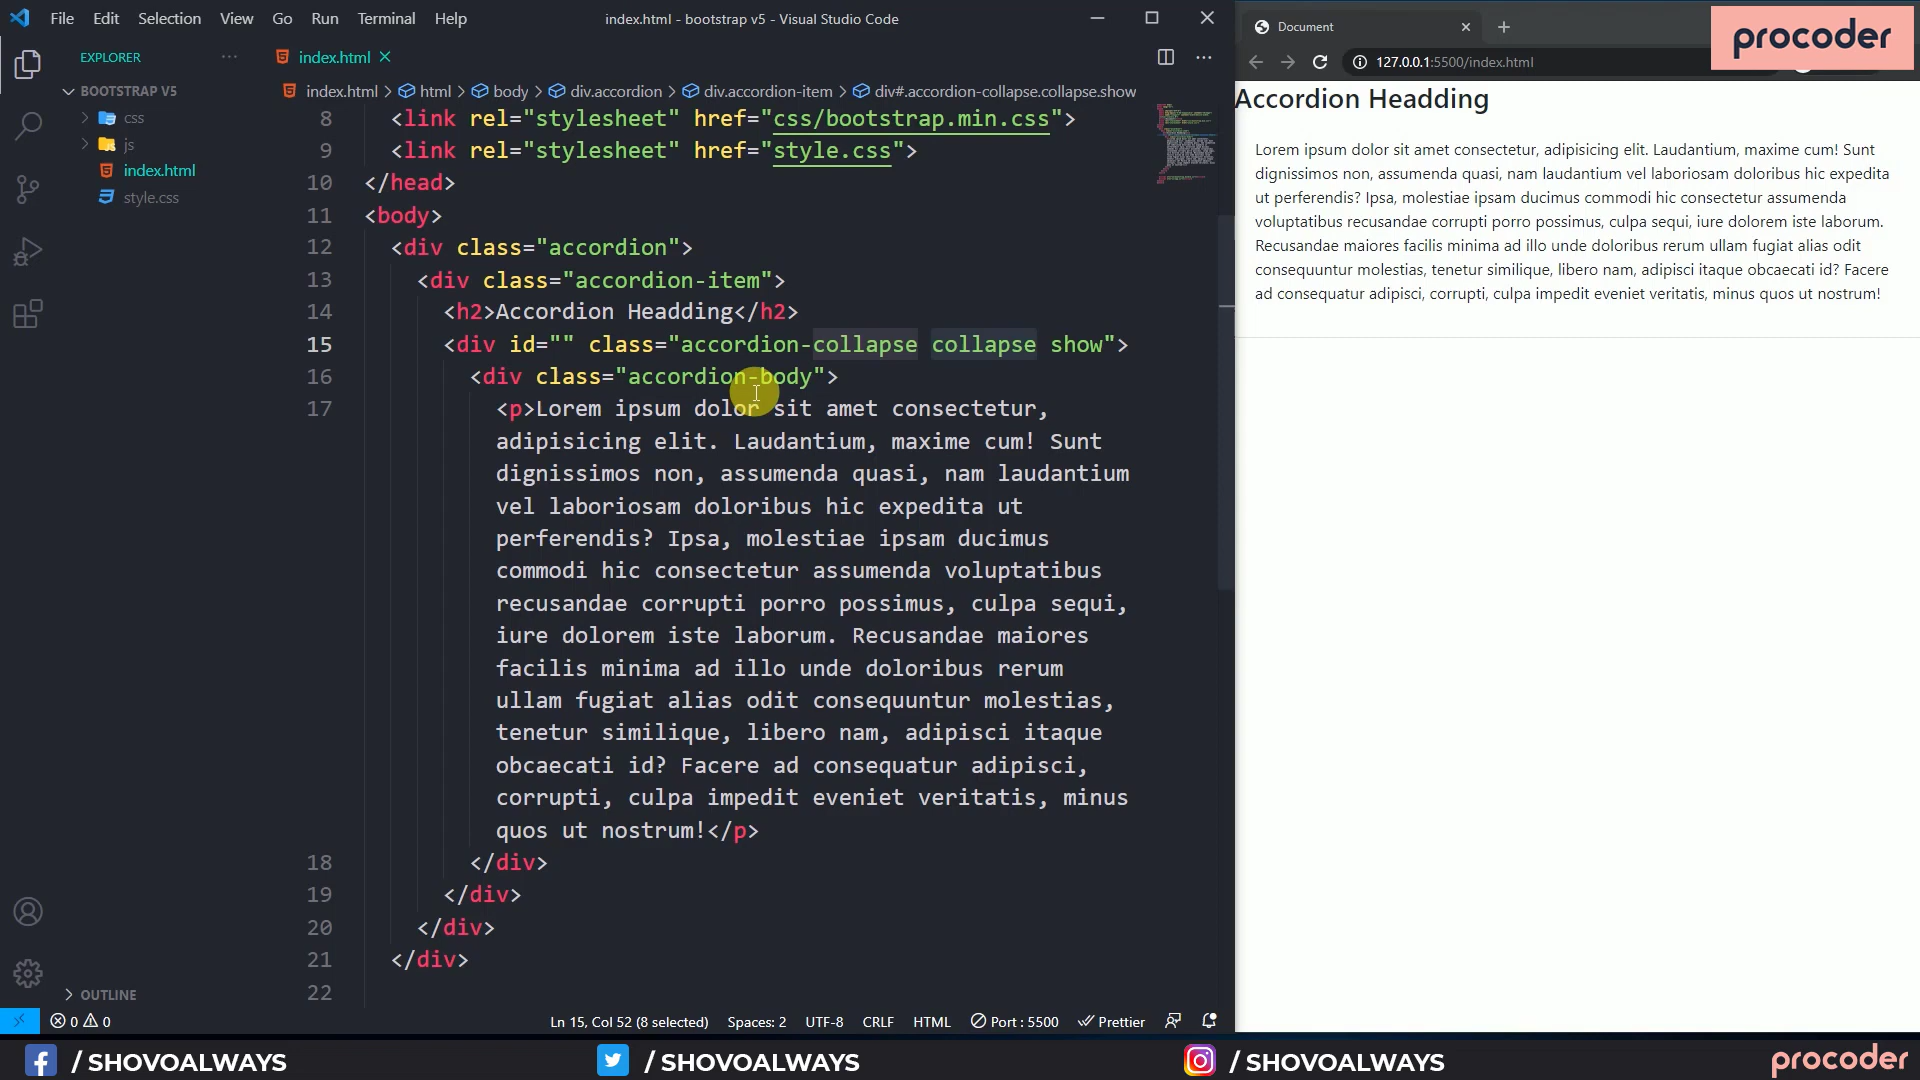 File Edit Selection View Go Run Terminal Help
index.html - bootstrap v5 - Visual Studio Code
EXPLORER
BOOTSTRAP V5
css
js
index.html
style.css
OUTLINE
index.html
index.html > html > body > div.accordion > div.accordion-item > div#.accordion-collapse.collapse.show
8 <link rel="stylesheet" href="css/bootstrap.min.css">
9 <link rel="stylesheet" href="style.css">
10 </head>
11 <body>
12 <div class="accordion">
13 <div class="accordion-item">
14 <h2>Accordion Headding</h2>
15 <div id="" class="accordion-collapse collapse show">
16 <div class="accordion-body">
17 <p>Lorem ipsum dolor sit amet consectetur,
adipisicing elit. Laudantium, maxime cum! Sunt
dignissimos non, assumenda quasi, nam laudantium
vel laboriosam doloribus hic expedita ut
perferendis? Ipsa, molestiae ipsam ducimus
commodi hic consectetur assumenda voluptatibus
recusandae corrupti porro possimus, culpa sequi,
iure dolorem iste laborum. Recusandae maiores
facilis minima ad illo unde doloribus rerum
ullam fugiat alias odit consequuntur molestias,
tenetur similique, libero nam, adipisci itaque
obcaecati id? Facere ad consequatur adipisci,
corrupti, culpa impedit eveniet veritatis, minus
quos ut nostrum!</p>
18 </div>
19 </div>
20 </div>
21 </div>
22
0 0
Ln 15, Col 52 (8 selected) Spaces: 2 UTF-8 CRLF HTML Port : 5500 Prettier
Document
127.0.0.1:5500/index.html
procoder
Accordion Headding
Lorem ipsum dolor sit amet consectetur, adipisicing elit. Laudantium, maxime cum! Sunt
dignissimos non, assumenda quasi, nam laudantium vel laboriosam doloribus hic expedita
ut perferendis? Ipsa, molestiae ipsam ducimus commodi hic consectetur assumenda
voluptatibus recusandae corrupti porro possimus, culpa sequi, iure dolorem iste laborum.
Recusandae maiores facilis minima ad illo unde doloribus rerum ullam fugiat alias odit
consequuntur molestias, tenetur similique, libero nam, adipisci itaque obcaecati id? Facere
ad consequatur adipisci, corrupti, culpa impedit eveniet veritatis, minus quos ut nostrum!
/ SHOVOALWAYS
/ SHOVOALWAYS
/ SHOVOALWAYS
procoder